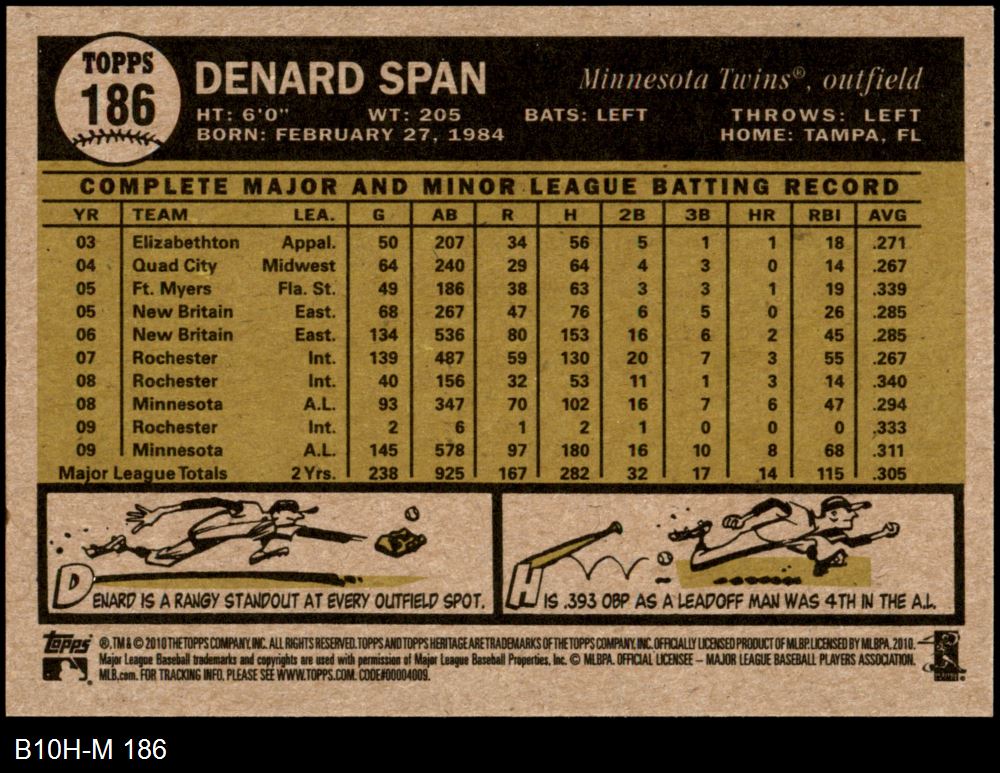 TOPPS
186
DENARD SPAN
Minnesota Twins®, outfield
HT: 6'0" WT: 205 BATS: LEFT THROWS: LEFT
BORN: FEBRUARY 27, 1984 HOME: TAMPA, FL
COMPLETE MAJOR AND MINOR LEAGUE BATTING RECORD
YR TEAM LEA. G AB R H 2B 3B HR RBI AVG
03 Elizabethton Appal. 50 207 34 56 5 1 1 18 .271
04 Quad City Midwest 64 240 29 64 4 3 0 14 .267
05 Ft. Myers Fla. St. 49 186 38 63 3 3 1 19 .339
05 New Britain East. 68 267 47 76 6 5 0 26 .285
06 New Britain East. 134 536 80 153 16 6 2 45 .285
07 Rochester Int. 139 487 59 130 20 7 3 55 .267
08 Rochester Int. 40 156 32 53 11 1 3 14 .340
08 Minnesota A.L. 93 347 70 102 16 7 6 47 .294
09 Rochester Int. 2 6 1 2 1 0 0 0 .333
09 Minnesota A.L. 145 578 97 180 16 10 8 68 .311
Major League Totals 2 Yrs. 238 925 167 282 32 17 14 115 .305
DENARD IS A RANGY STANDOUT AT EVERY OUTFIELD SPOT.
HIS .393 OBP AS A LEADOFF MAN WAS 4TH IN THE A.L.
Topps ®, TM & © 2010 THE TOPPS COMPANY, INC. ALL RIGHTS RESERVED. TOPPS AND TOPPS HERITAGE ARE TRADEMARKS OF THE TOPPS COMPANY, INC. OFFICIALLY LICENSED PRODUCT OF MLBP. LICENSED BY MLBPA, 2010.
Major League Baseball trademarks and copyrights are used with permission of Major League Baseball Properties, Inc. © MLBPA. OFFICIAL LICENSEE – MAJOR LEAGUE BASEBALL PLAYERS ASSOCIATION.
MLB.com. FOR TRACKING INFO, PLEASE SEE WWW.TOPPS.COM. CODE#00004009.
B10H-M 186